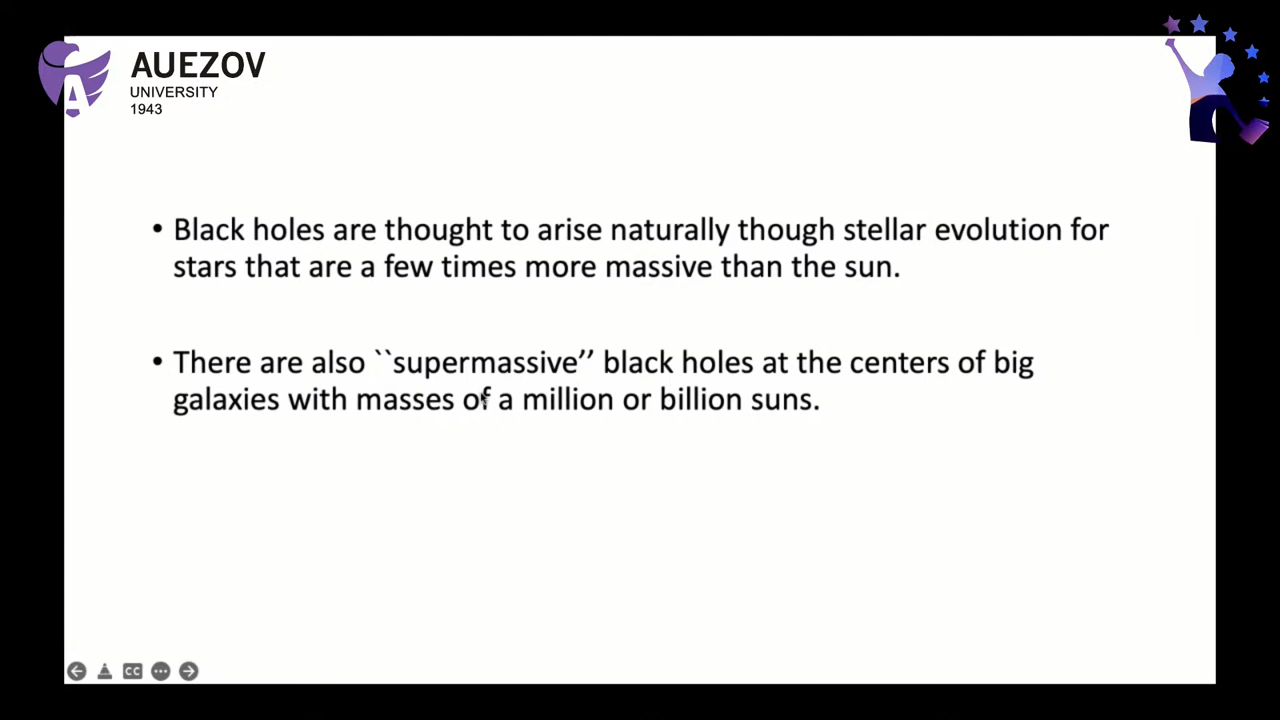 AUEZOV
UNIVERSITY
1943
• Black holes are thought to arise naturally though stellar evolution for
stars that are a few times more massive than the sun.
• There are also ``supermassive’’ black holes at the centers of big
galaxies with masses of a million or billion suns.
CC